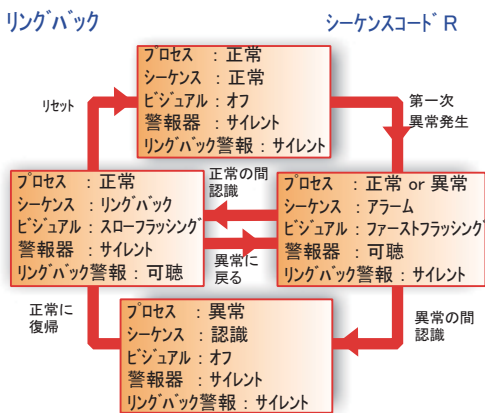 リングバック
シーケンスコード R
プロセス : 正常
シーケンス : 正常
ビジュアル : オフ
警報器 : サイレント
リングバック警報 : サイレント
リセット
第一次
異常発生
プロセス : 正常
シーケンス : リングバック
ビジュアル : スローフラッシング
警報器 : サイレント
リングバック警報 : 可聴
正常の間
認識
異常に
戻る
プロセス : 正常 or 異常
シーケンス : アラーム
ビジュアル : ファーストフラッシング
警報器 : 可聴
リングバック警報 : サイレント
正常に
復帰
異常の間
認識
プロセス : 異常
シーケンス : 認識
ビジュアル : オフ
警報器 : サイレント
リングバック警報 : サイレント